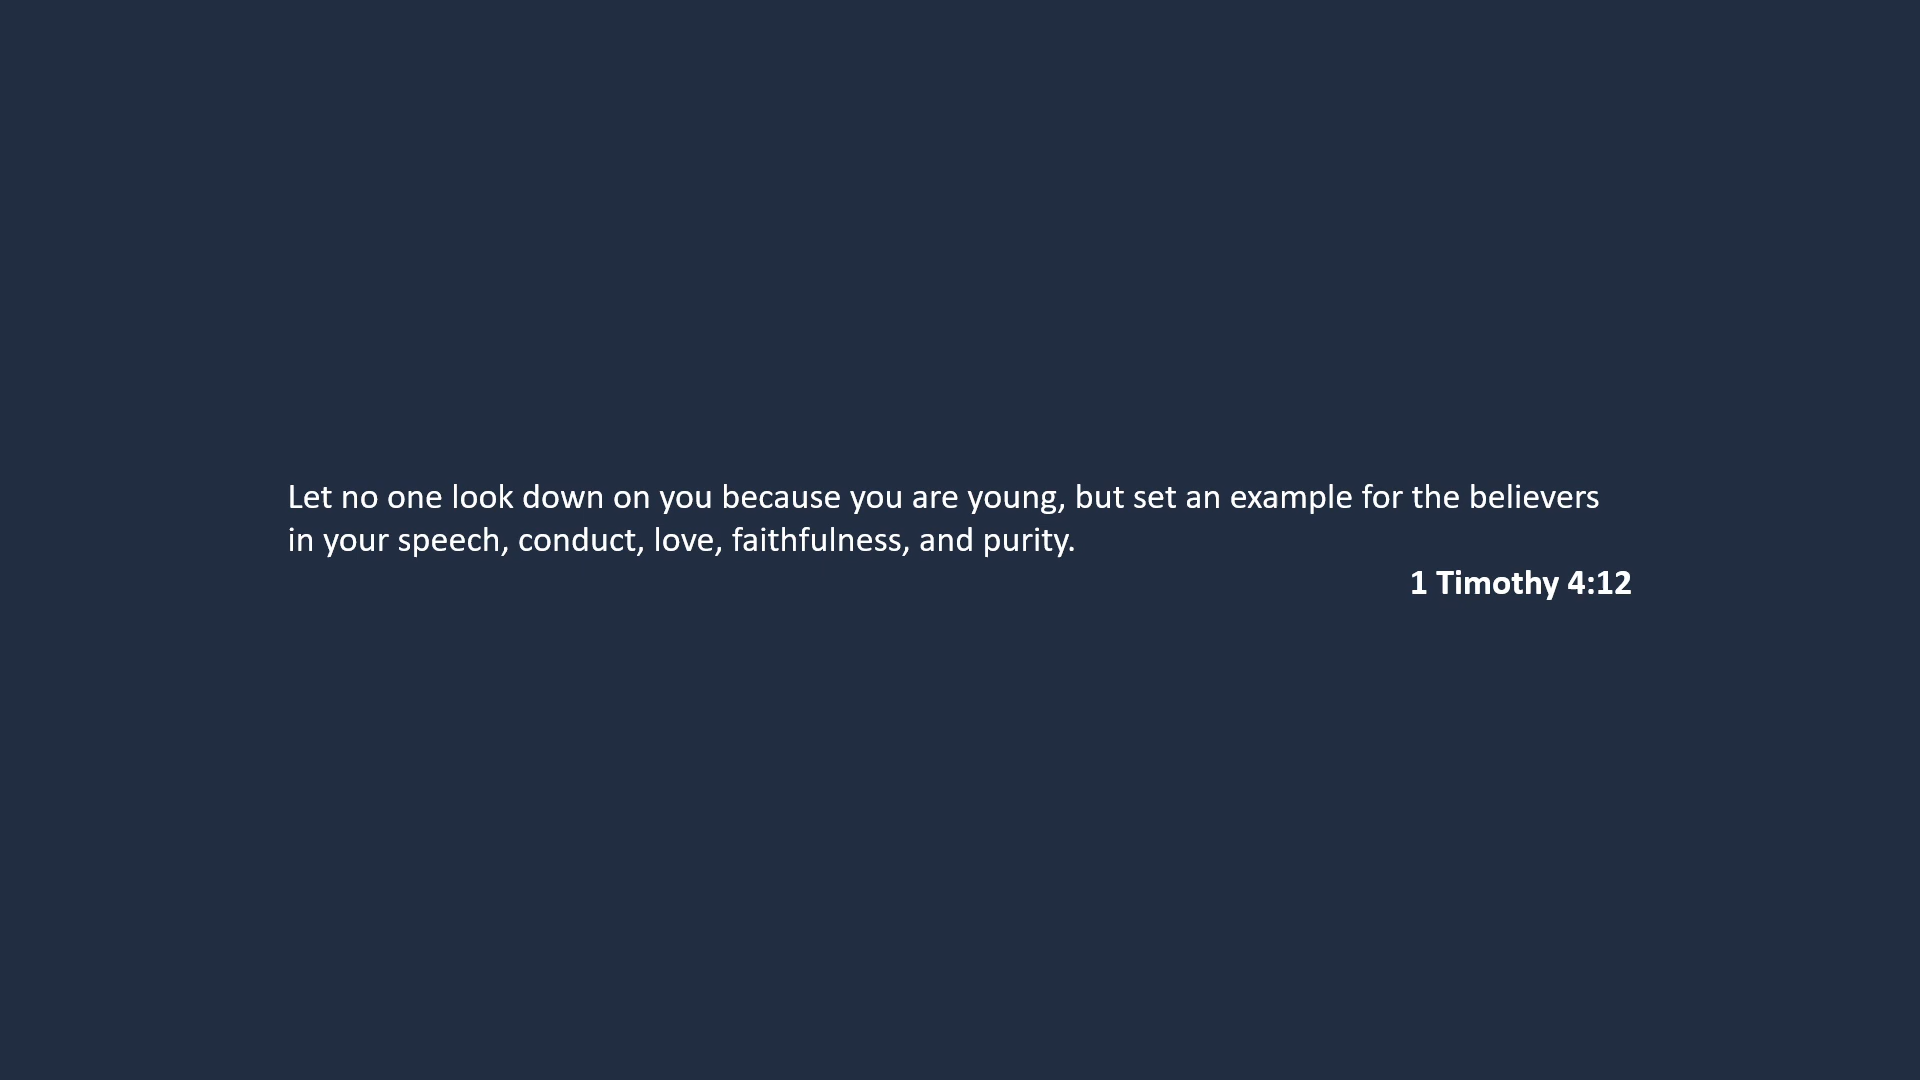 Let no one look down on you because you are young, but set an example for the believers
in your speech, conduct, love, faithfulness, and purity.
1 Timothy 4:12